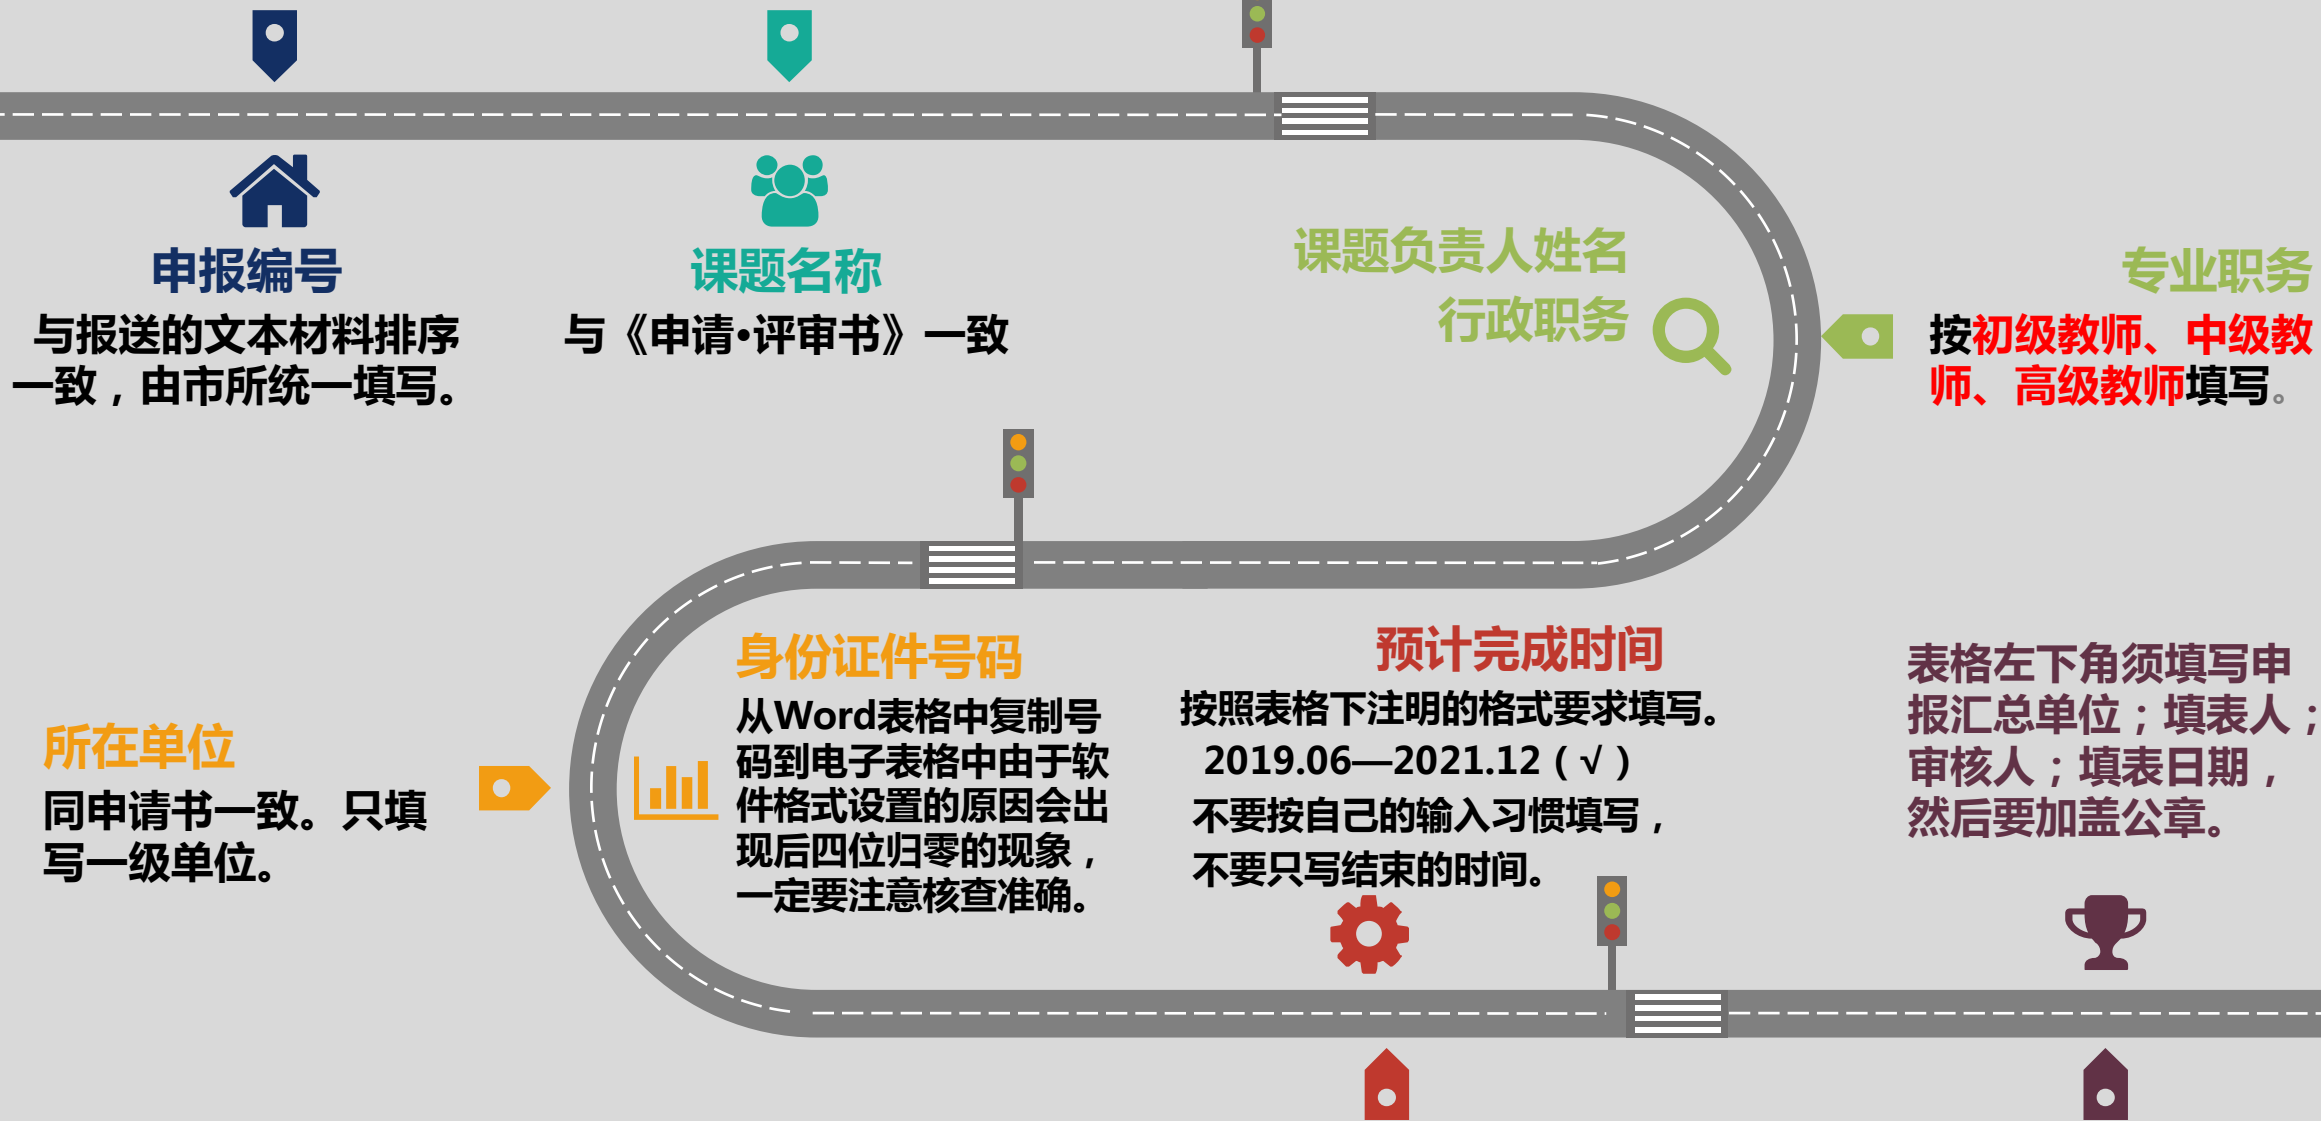 申报编号
与报送的文本材料排序
一致，由市所统一填写。
课题名称
与《申请•评审书》一致
课题负责人姓名
行政职务
专业职务
按初级教师、中级教
师、高级教师填写。
所在单位
同申请书一致。只填
写一级单位。
身份证件号码
从Word表格中复制号
码到电子表格中由于软
件格式设置的原因会出
现后四位归零的现象，
一定要注意核查准确。
预计完成时间
按照表格下注明的格式要求填写。
2019.06—2021.12（√）
不要按自己的输入习惯填写，
不要只写结束的时间。
表格左下角须填写申
报汇总单位；填表人；
审核人；填表日期，
然后要加盖公章。